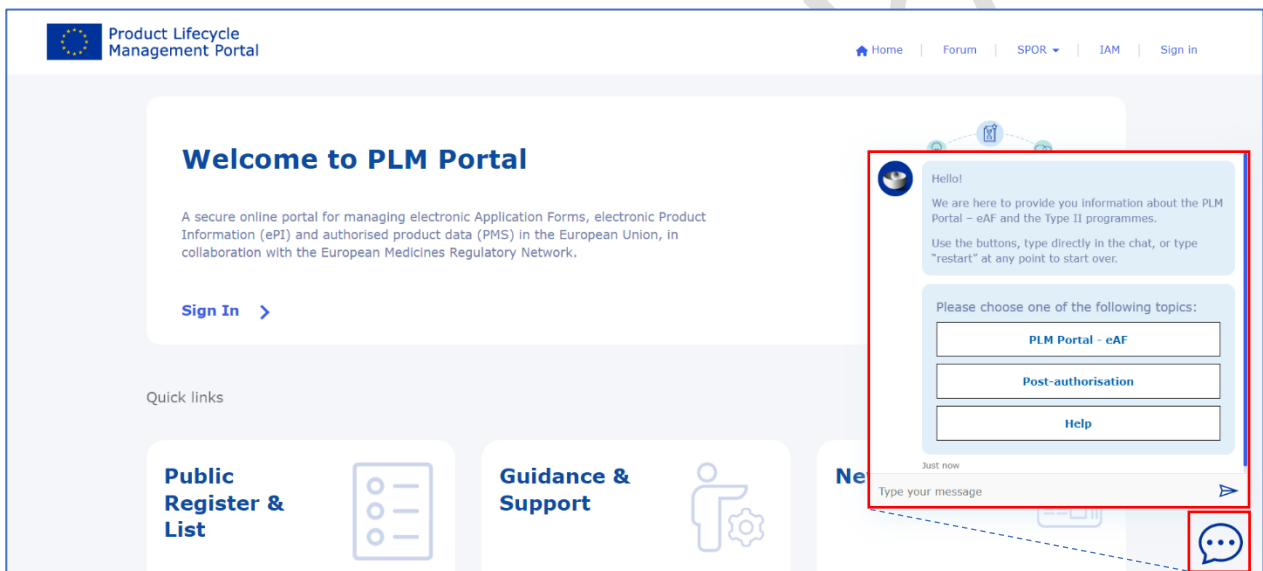 Product Lifecycle
Management Portal
Home
Forum
SPOR
IAM
Sign in
Welcome to PLM Portal
A secure online portal for managing electronic Application Forms, electronic Product
Information (ePI) and authorised product data (PMS) in the European Union, in
collaboration with the European Medicines Regulatory Network.
Sign In
Quick links
Public
Register &
List
Guidance &
Support
Hello!
We are here to provide you information about the PLM
Portal – eAF and the Type II programmes.
Use the buttons, type directly in the chat, or type
"restart" at any point to start over.
Please choose one of the following topics:
PLM Portal - eAF
Post-authorisation
Help
Just now
Type your message